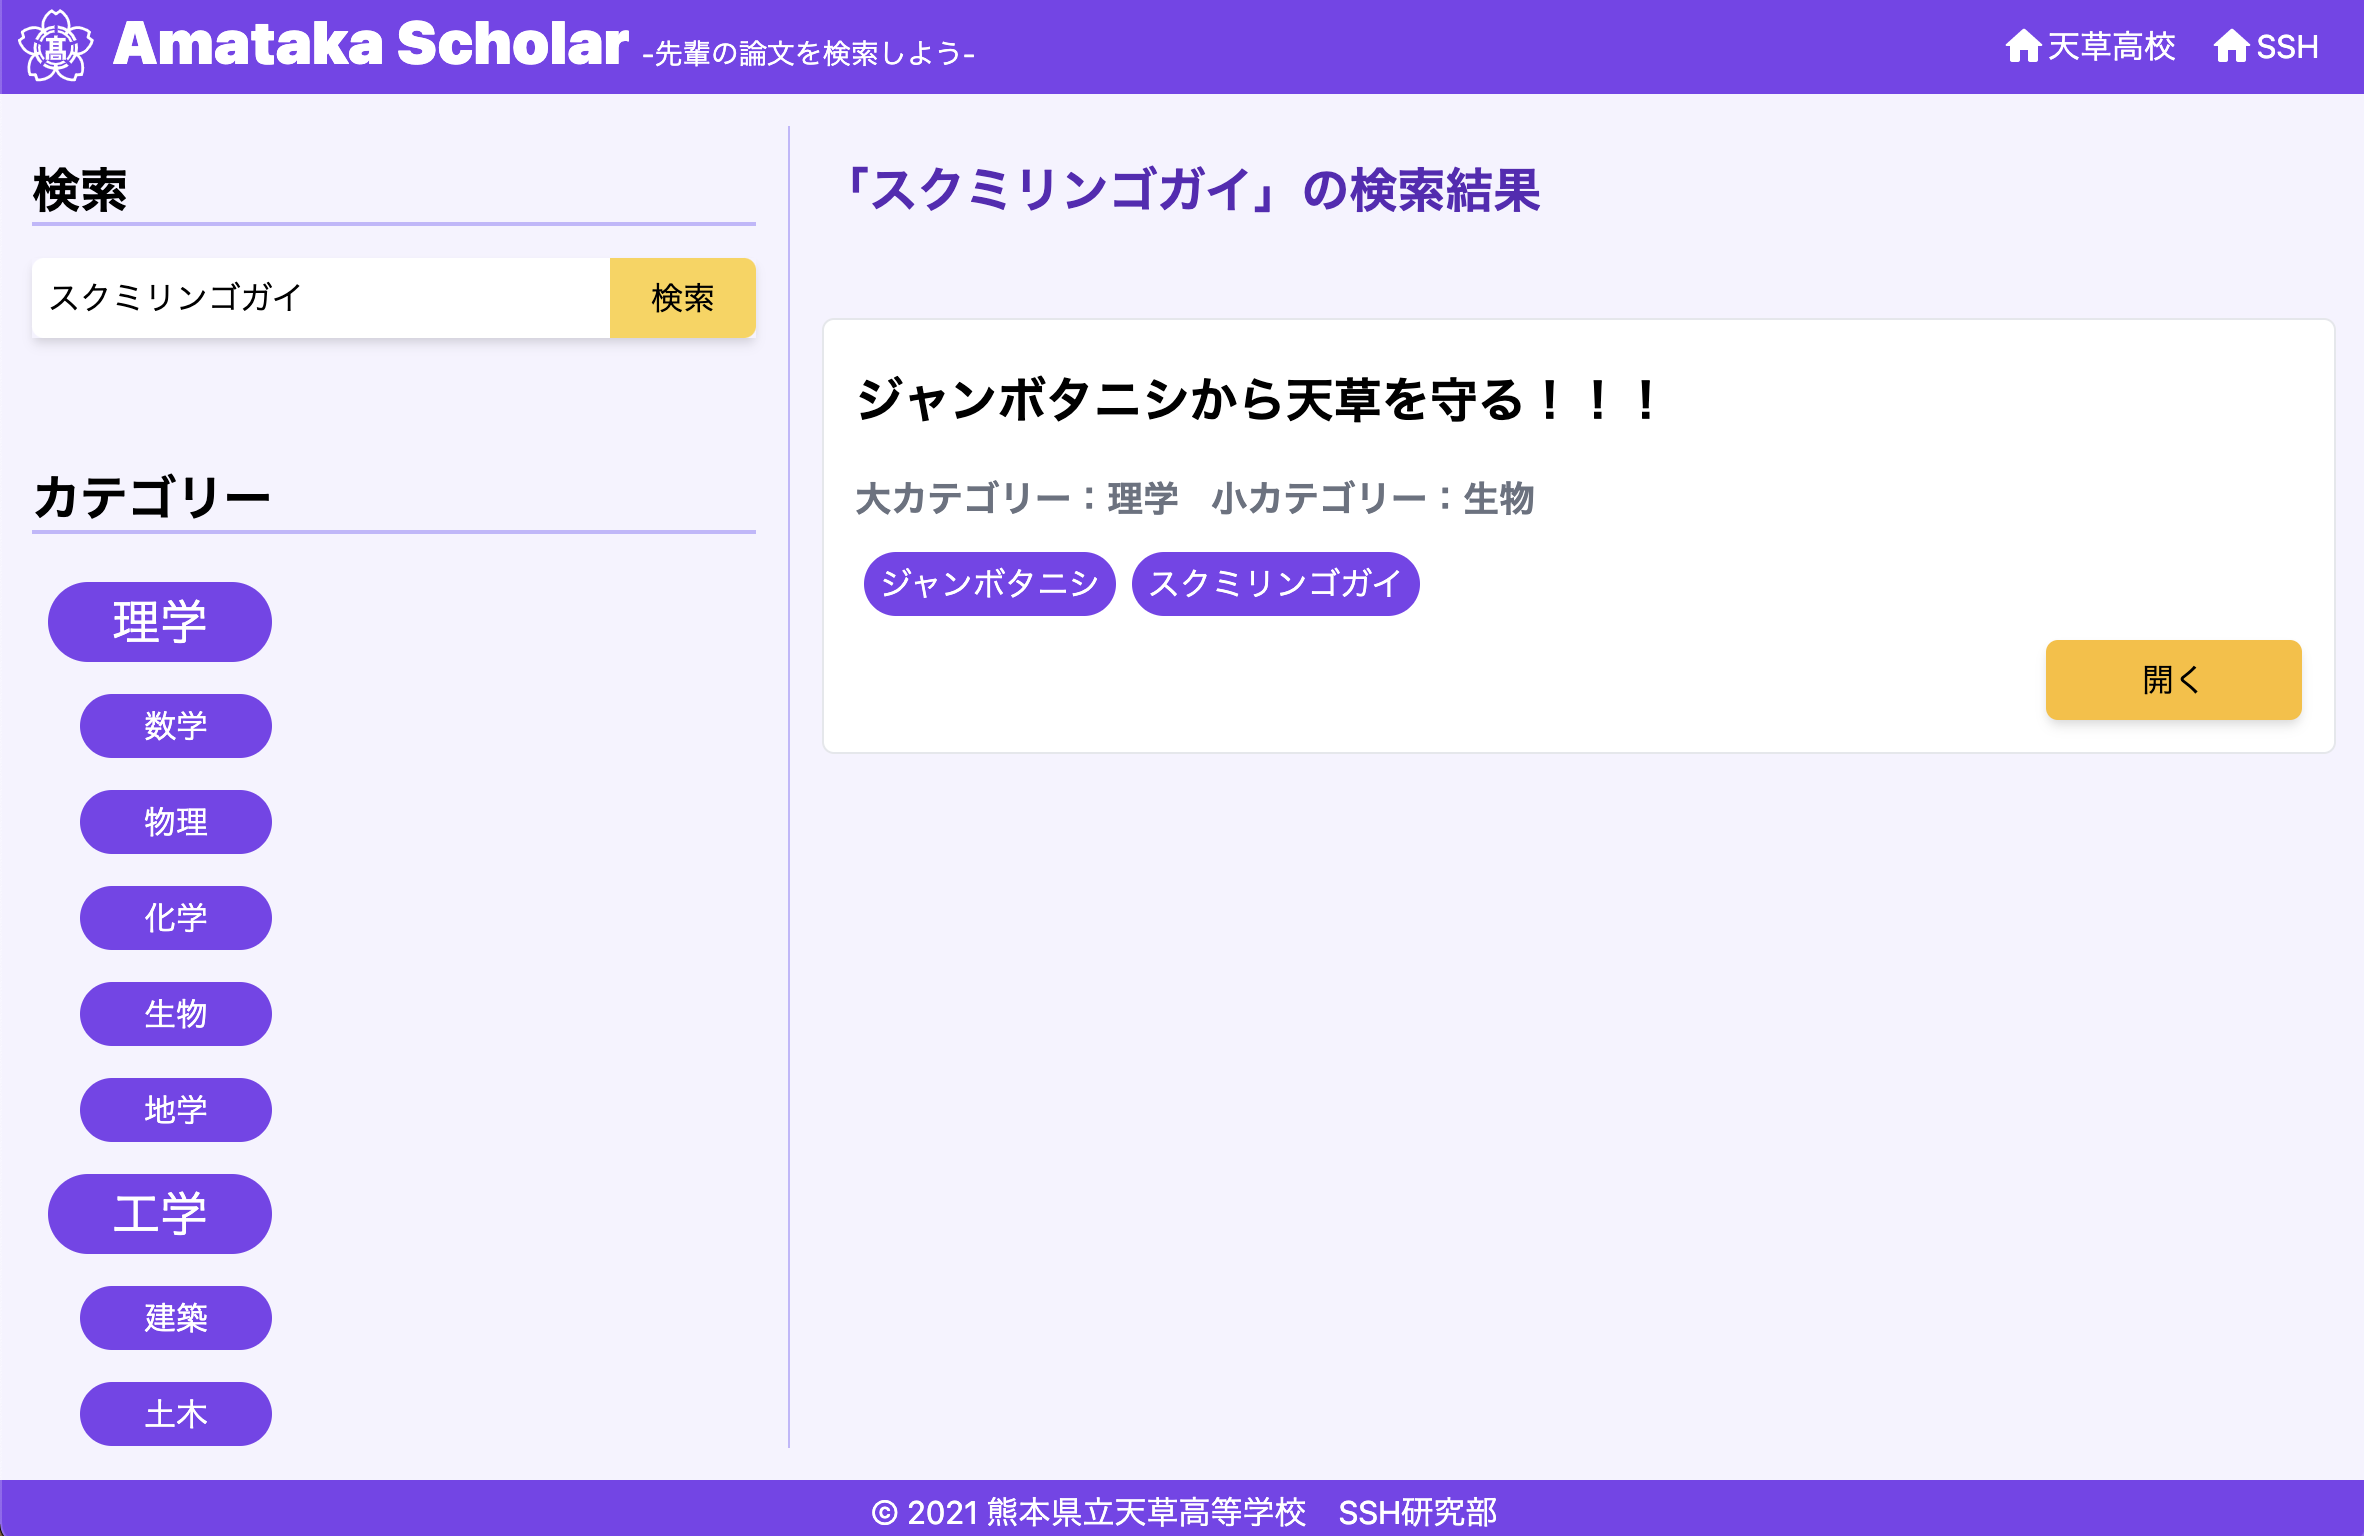 高
Amataka Scholar -先輩の論文を検索しよう-
天草高校 SSH
検索
スクミリンゴガイ 検索
カテゴリー
理学
数学
物理
化学
生物
地学
工学
建築
土木
「スクミリンゴガイ」の検索結果
ジャンボタニシから天草を守る！！！
大カテゴリー：理学 小カテゴリー：生物
ジャンボタニシ スクミリンゴガイ
開く
© 2021 熊本県立天草高等学校　SSH研究部